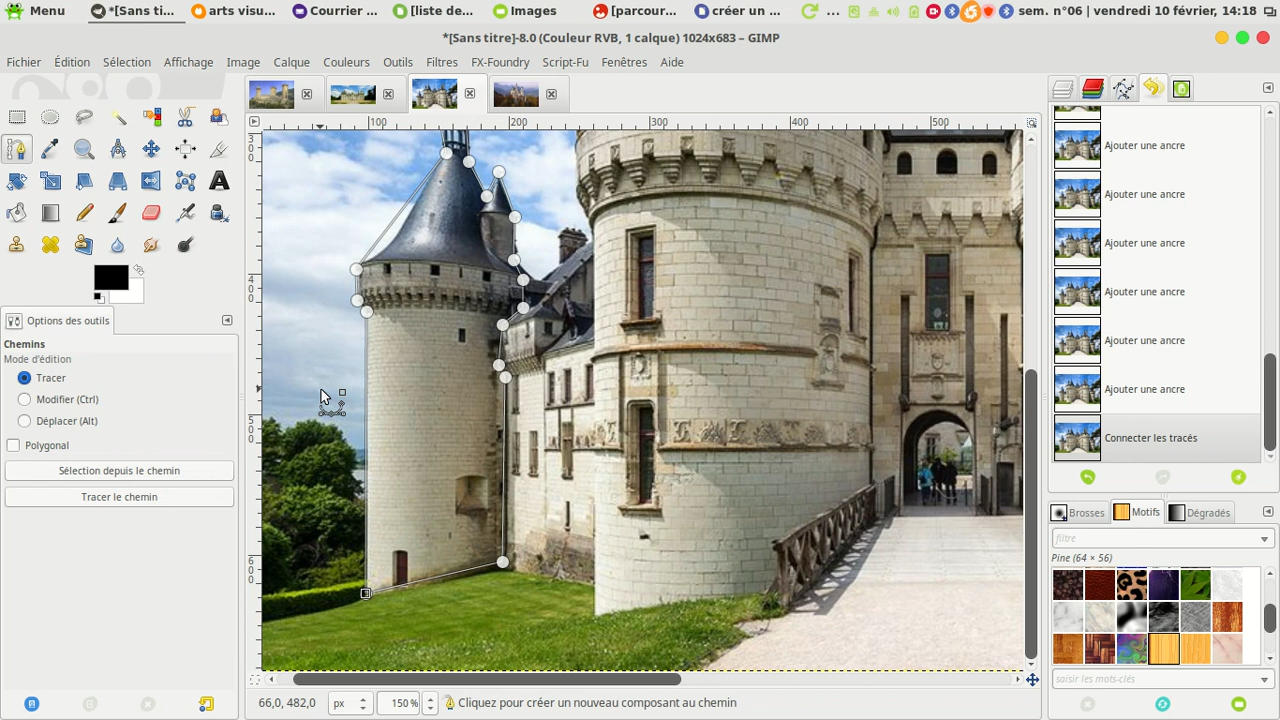 Menu *[Sans ti... arts visu... Courrier ... [liste de... Images [parcour... créer un ... ... sem. n°06 | vendredi 10 février, 14:18
*[Sans titre]-8.0 (Couleur RVB, 1 calque) 1024x683 – GIMP
Fichier Édition Sélection Affichage Image Calque Couleurs Outils Filtres FX-Foundry Script-Fu Fenêtres Aide
100 200 300 400 500
Ajouter une ancre
Ajouter une ancre
Ajouter une ancre
Ajouter une ancre
Ajouter une ancre
Ajouter une ancre
Connecter les tracés
400
500
600
Options des outils
Chemins
Mode d'édition
Tracer
Modifier (Ctrl)
Déplacer (Alt)
Polygonal
Sélection depuis le chemin
Tracer le chemin
Brosses Motifs Dégradés
filtre
Pine (64 × 56)
saisir les mots-clés
66,0, 482,0 px 150 % Cliquez pour créer un nouveau composant au chemin